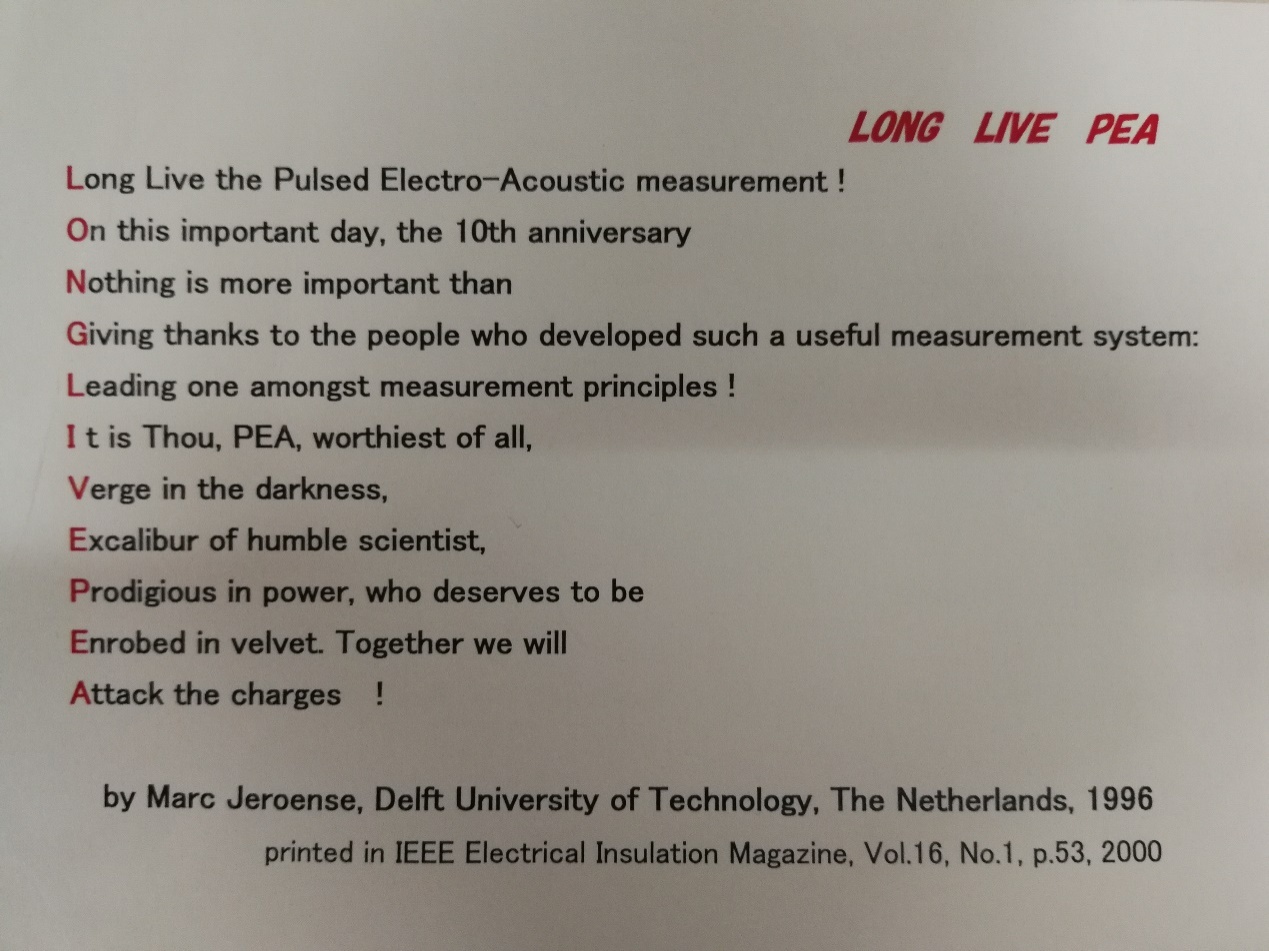 LONG LIVE PEA
Long Live the Pulsed Electro-Acoustic measurement !
On this important day, the 10th anniversary
Nothing is more important than
Giving thanks to the people who developed such a useful measurement system:
Leading one amongst measurement principles !
I t is Thou, PEA, worthiest of all,
Verge in the darkness,
Excalibur of humble scientist,
Prodigious in power, who deserves to be
Enrobed in velvet. Together we will
Attack the charges !
by Marc Jeroense, Delft University of Technology, The Netherlands, 1996
printed in IEEE Electrical Insulation Magazine, Vol.16, No.1, p.53, 2000